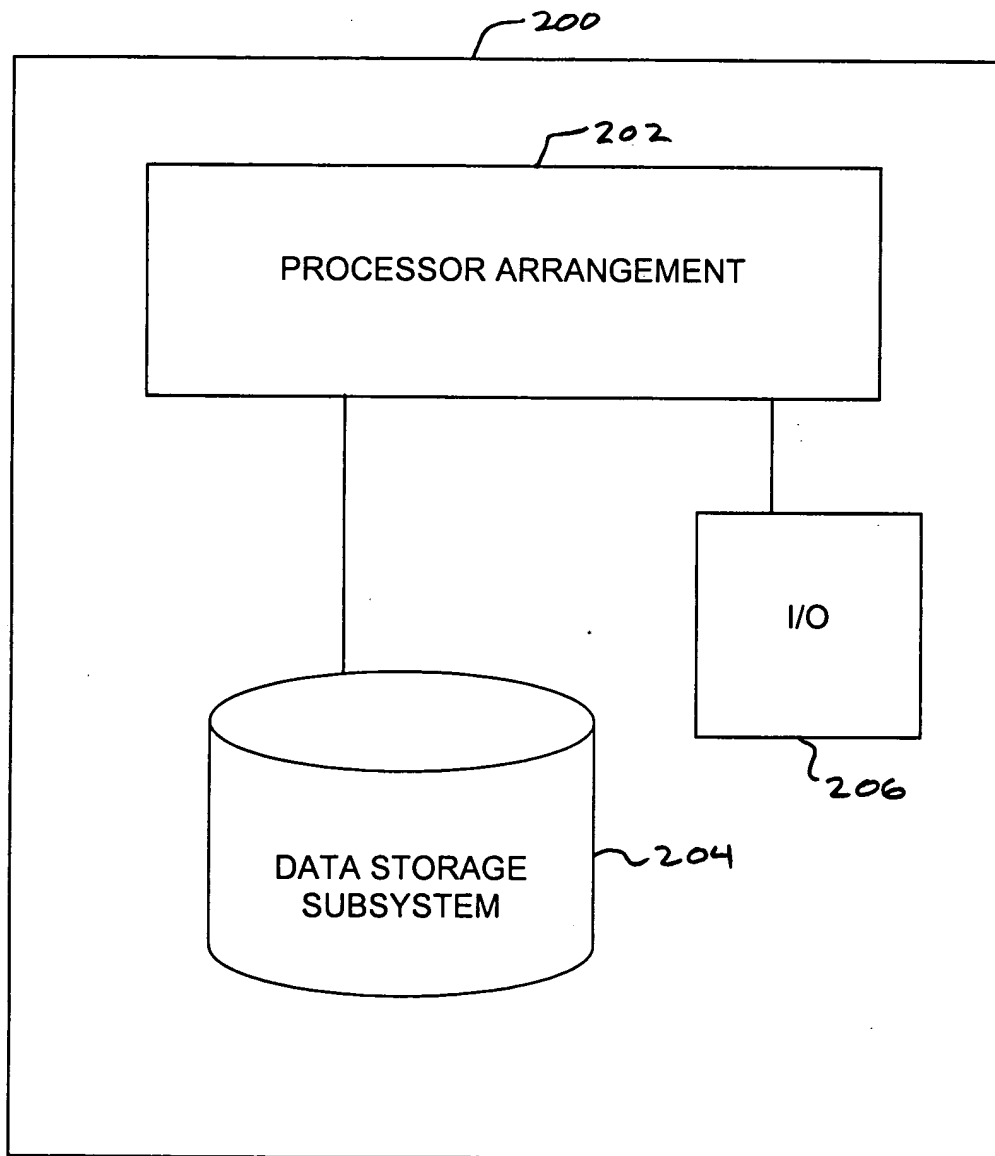 200
202
PROCESSOR ARRANGEMENT
I/O
206
DATA STORAGE
SUBSYSTEM
204